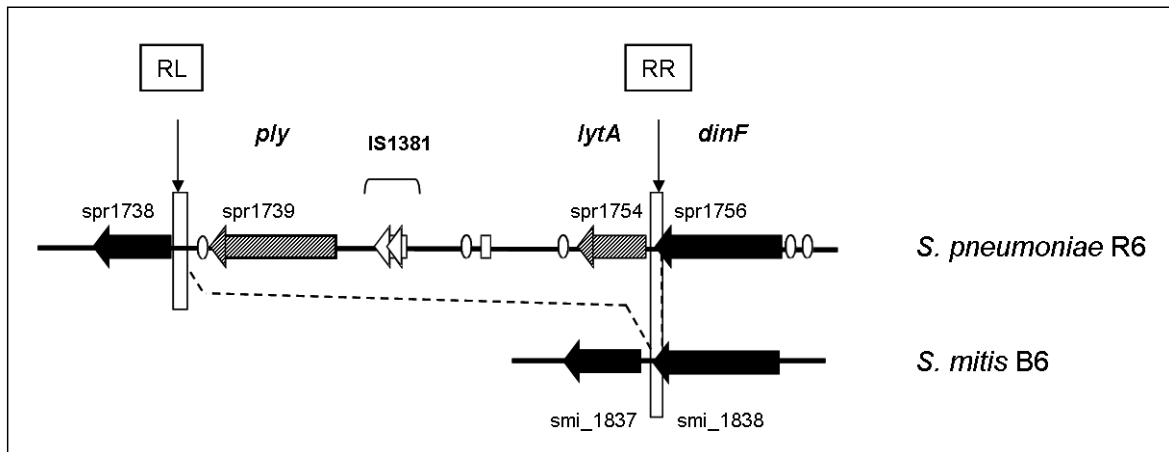 RL RR
ply IS1381 lytA dinF
spr1738 spr1739 spr1754 spr1756
S. pneumoniae R6
S. mitis B6
smi_1837 smi_1838